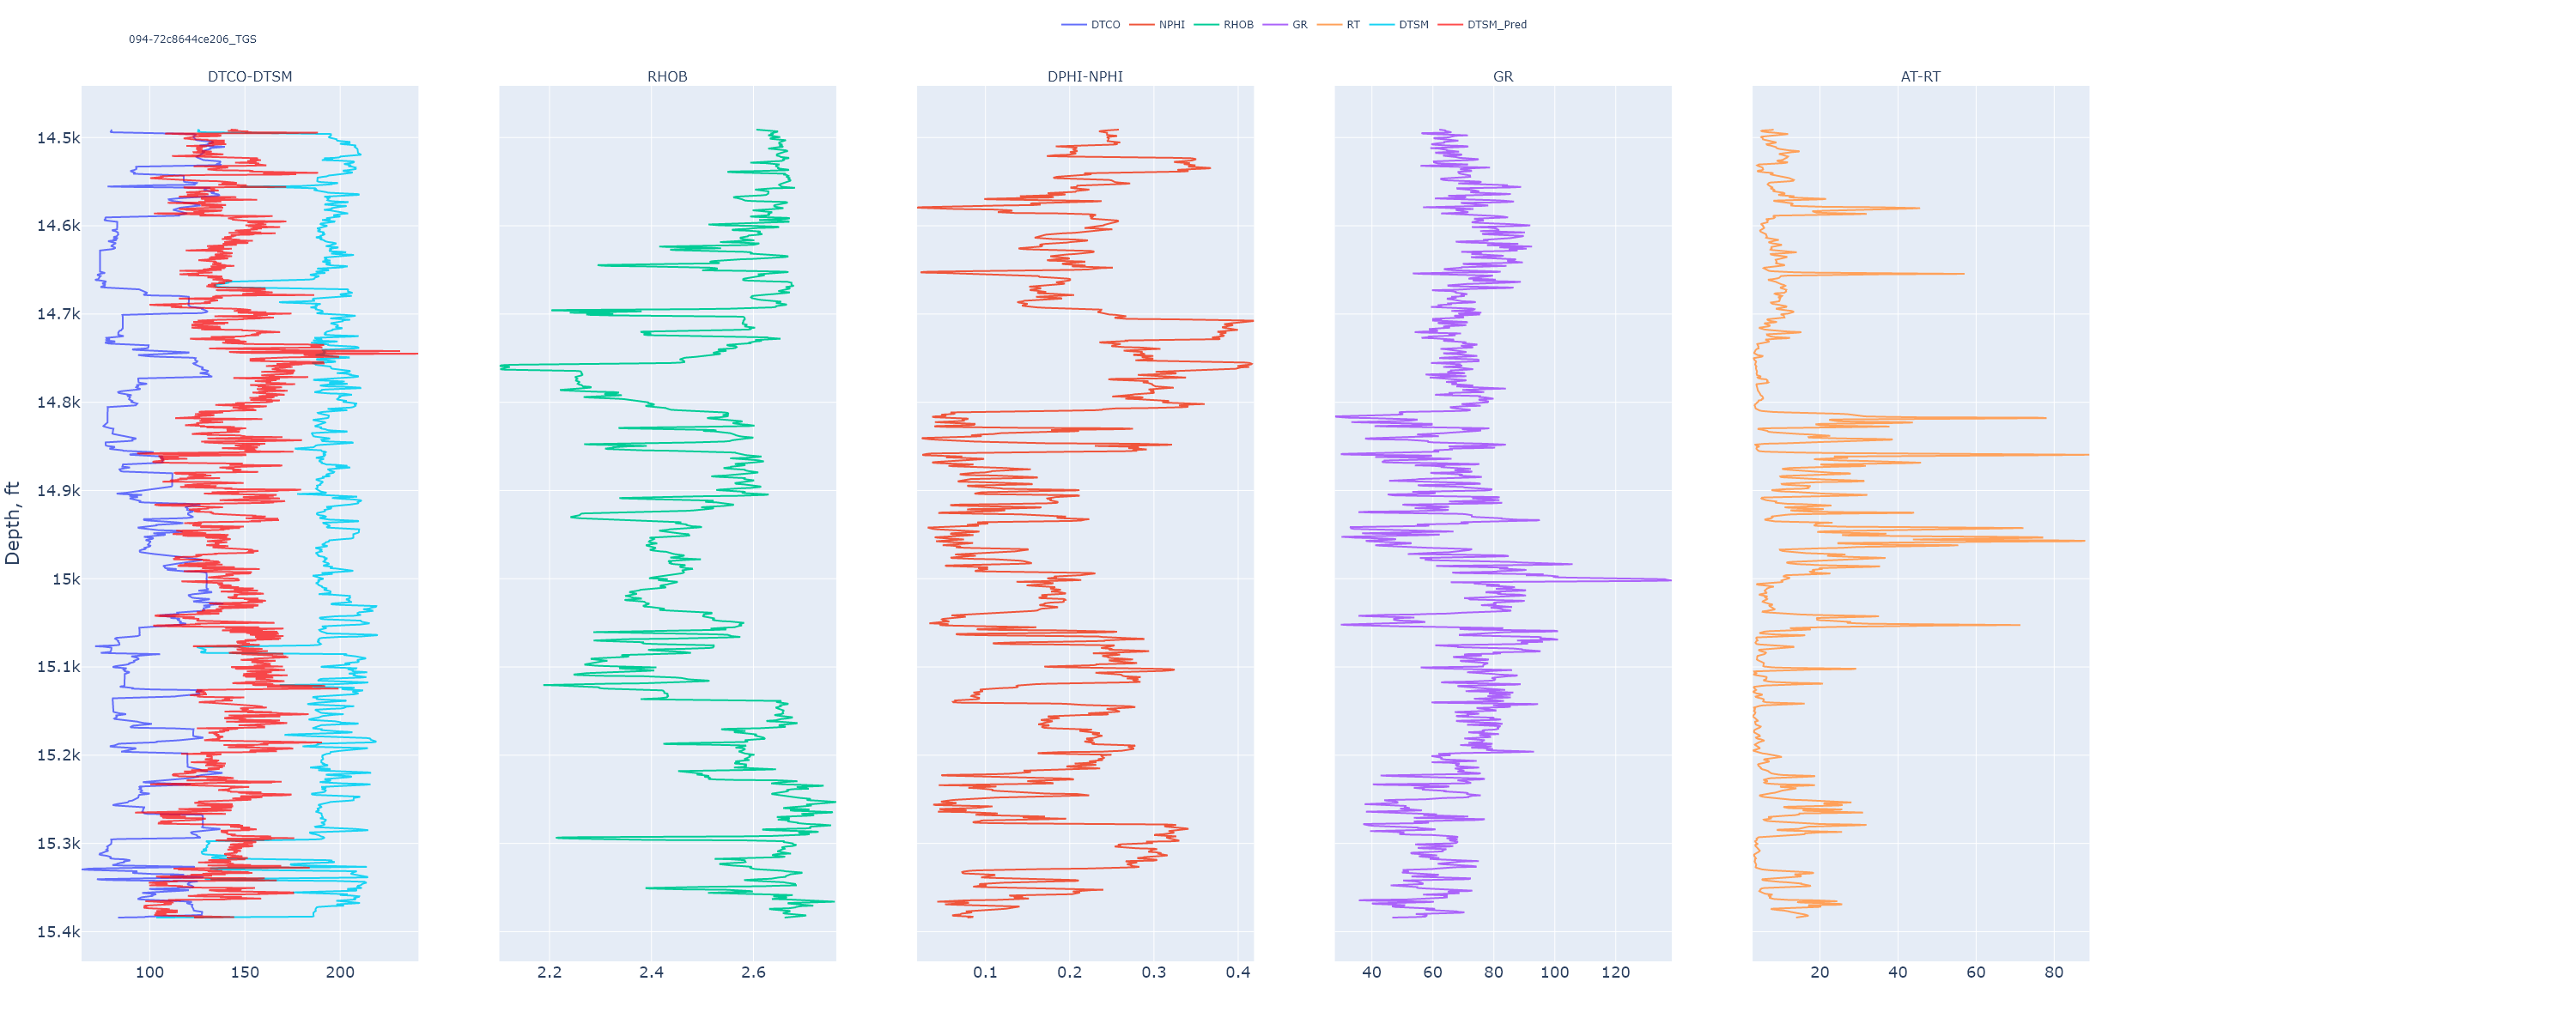 DTCO NPHI RHOB GR RT DTSM DTSM_Pred
094-72c8644ce206_TGS
DTCO-DTSM RHOB DPHI-NPHI GR AT-RT
Depth, ft
14.5k
14.6k
14.7k
14.8k
14.9k
15k
15.1k
15.2k
15.3k
15.4k
100 150 200 2.2 2.4 2.6 0.1 0.2 0.3 0.4 40 60 80 100 120 20 40 60 80